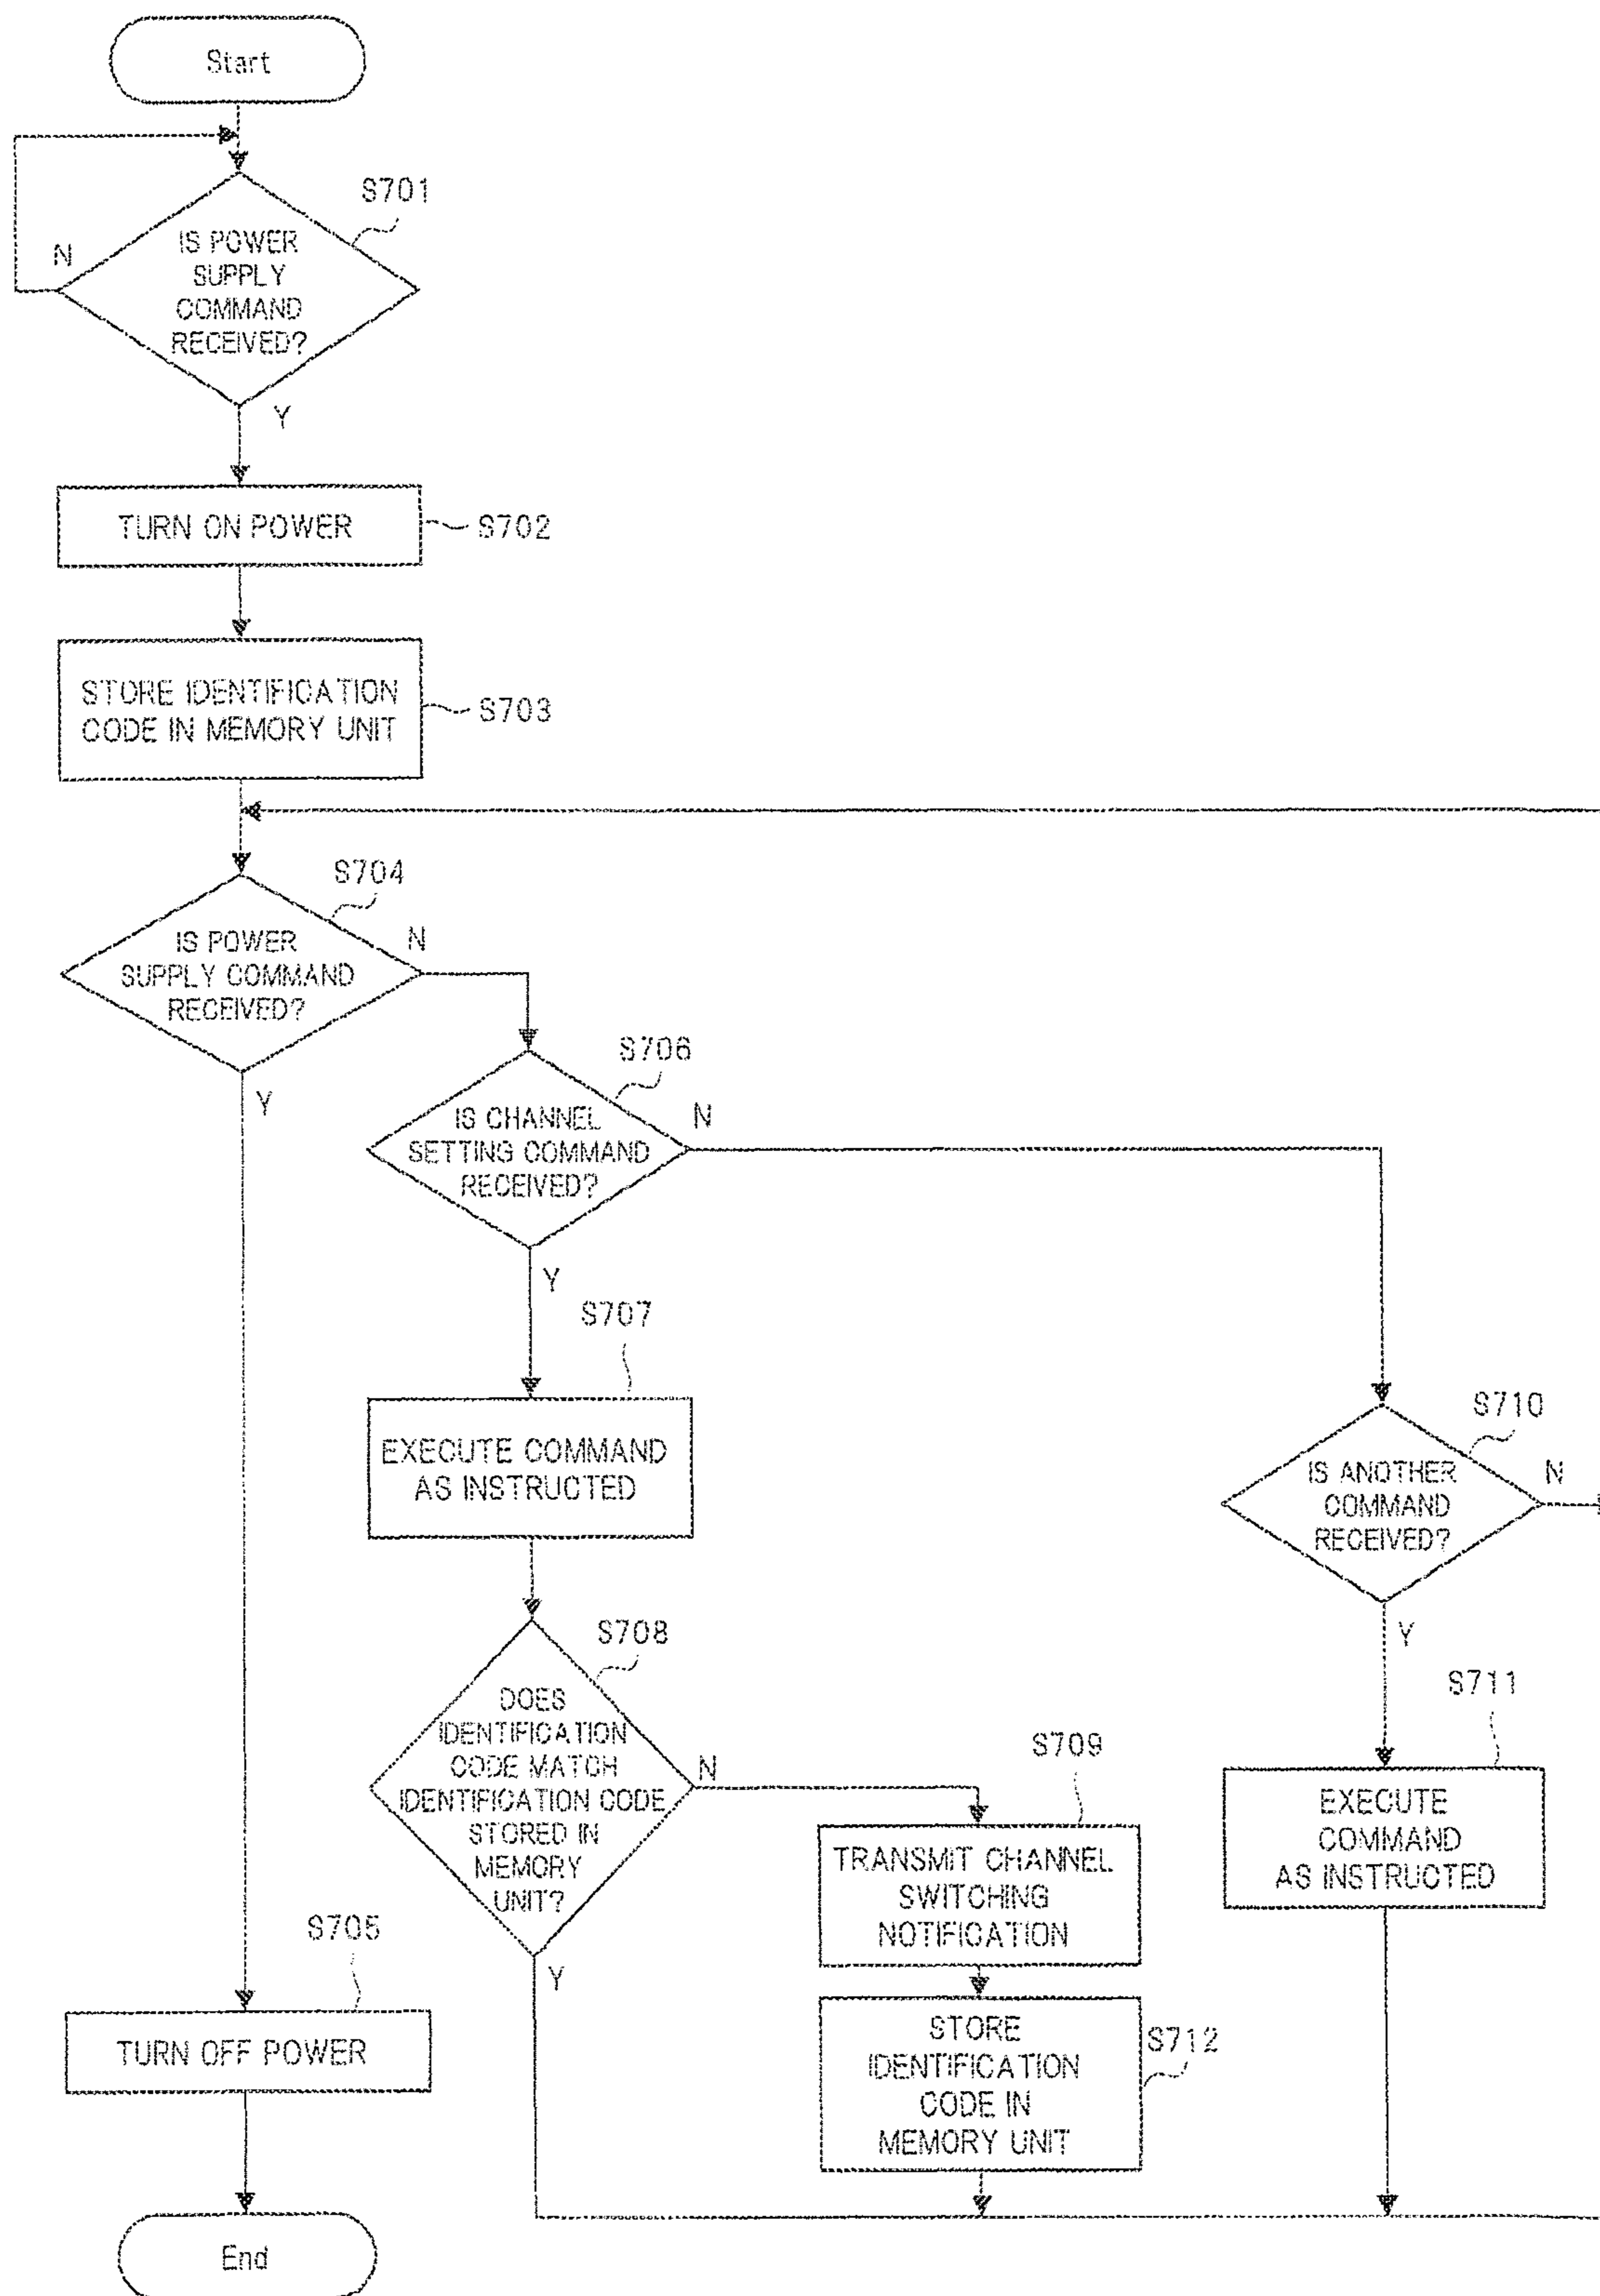 Start
S701
N
IS POWER
SUPPLY
COMMAND
RECEIVED?
Y
TURN ON POWER
S702
STORE IDENTIFICATION
CODE IN MEMORY UNIT
S703
S704
N
IS POWER
SUPPLY COMMAND
RECEIVED?
Y
S706
N
IS CHANNEL
SETTING COMMAND
RECEIVED?
Y
S707
EXECUTE COMMAND
AS INSTRUCTED
S710
N
IS ANOTHER
COMMAND
RECEIVED?
Y
S708
DOES
IDENTIFICATION
CODE MATCH
IDENTIFICATION CODE
STORED IN
MEMORY
UNIT?
N
Y
S709
TRANSMIT CHANNEL
SWITCHING
NOTIFICATION
S711
EXECUTE
COMMAND
AS INSTRUCTED
S705
TURN OFF POWER
STORE
IDENTIFICATION
CODE IN
MEMORY UNIT
S712
End